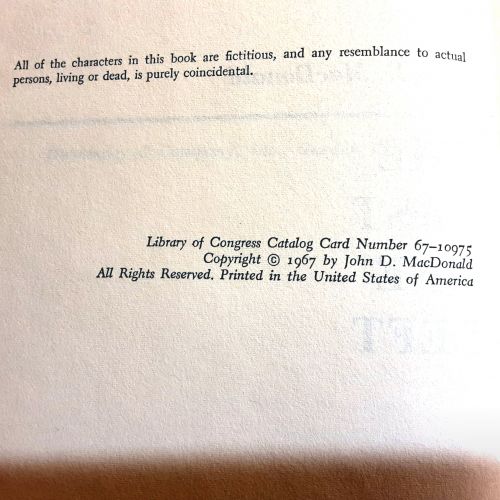 All of the characters in this book are fictitious, and any resemblance to actual
persons, living or dead, is purely coincidental.
Library of Congress Catalog Card Number 67–10975
Copyright © 1967 by John D. MacDonald
All Rights Reserved. Printed in the United States of America